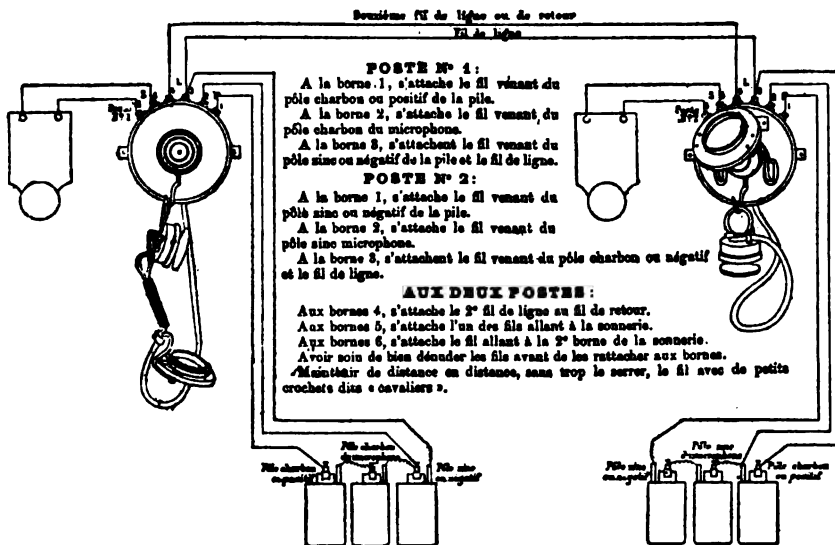 Deuxième fil de ligne ou de retour
Fil de ligne
POSTE Nº 1:
A la borne 1, s'attache le fil venant du
pôle charbon ou positif de la pile.
A la borne 2, s'attache le fil venant du
pôle charbon du microphone.
A la borne 3, s'attachent le fil venant du
pôle zinc ou négatif de la pile et le fil de ligne.
POSTE Nº 2:
A la borne 1, s'attache le fil venant du
pôle zinc ou négatif de la pile.
A la borne 2, s'attache le fil venant du
pôle zinc microphone.
A la borne 3, s'attachent le fil venant du pôle charbon ou négatif
et le fil de ligne.
AUX DEUX POSTES:
Aux bornes 4, s'attache le 2e fil de ligne au fil de retour.
Aux bornes 5, s'attache l'un des fils allant à la sonnerie.
Aux bornes 6, s'attache le fil allant à la 2e borne de la sonnerie.
Avoir soin de bien dénuder les fils avant de les rattacher aux bornes.
Maintenir de distance en distance, sans trop le serrer, le fil avec de petits
crochets dits « cavaliers ».
Pôle charbon
ou positif
Pôle charbon
du microphone
Pôle zinc
ou négatif
Pôle zinc
ou négatif
Pôle zinc
du microphone
Pôle charbon
ou positif